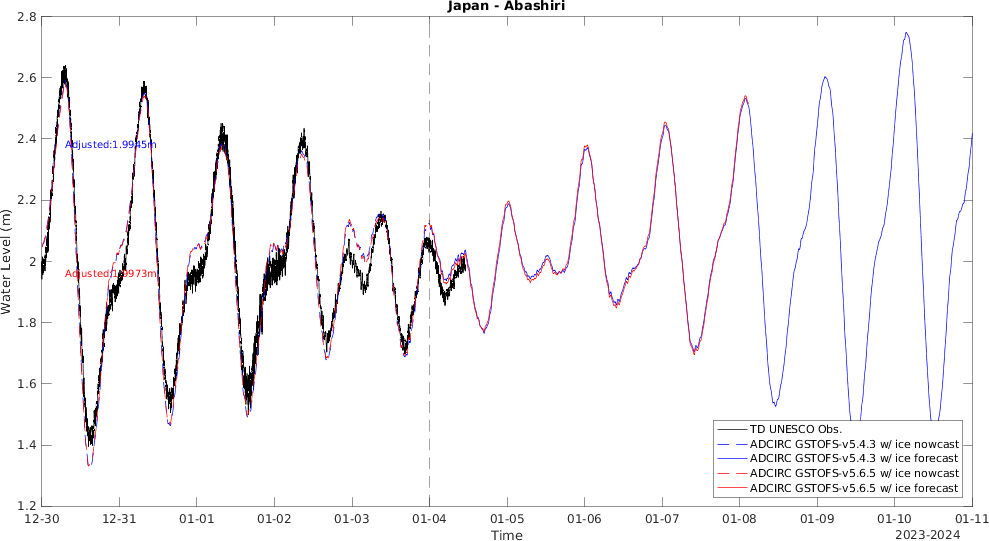 Japan - Abashiri
2.8
2.6
2.4
2.2
2
1.8
1.6
1.4
1.2
Water Level (m)
Adjusted:1.9945m
Adjusted:1.9973m
TD UNESCO Obs.
ADCIRC GSTOFS-v5.4.3 w/ ice nowcast
ADCIRC GSTOFS-v5.4.3 w/ ice forecast
ADCIRC GSTOFS-v5.6.5 w/ ice nowcast
ADCIRC GSTOFS-v5.6.5 w/ ice forecast
12-30 12-31 01-01 01-02 01-03 01-04 01-05 01-06 01-07 01-08 01-09 01-10 01-11
Time
2023-2024